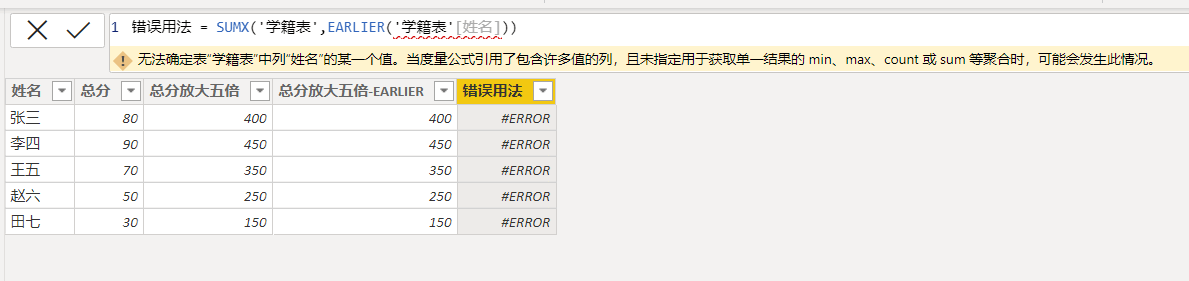 1 错误用法 = SUMX('学籍表',EARLIER('学籍表'[姓名]))
无法确定表"学籍表"中列"姓名"的某一个值。当度量公式引用了包含许多值的列，且未指定用于获取单一结果的 min、max、count 或 sum 等聚合时，可能会发生此情况。
姓名 总分 总分放大五倍 总分放大五倍-EARLIER 错误用法
张三 80 400 400 #ERROR
李四 90 450 450 #ERROR
王五 70 350 350 #ERROR
赵六 50 250 250 #ERROR
田七 30 150 150 #ERROR